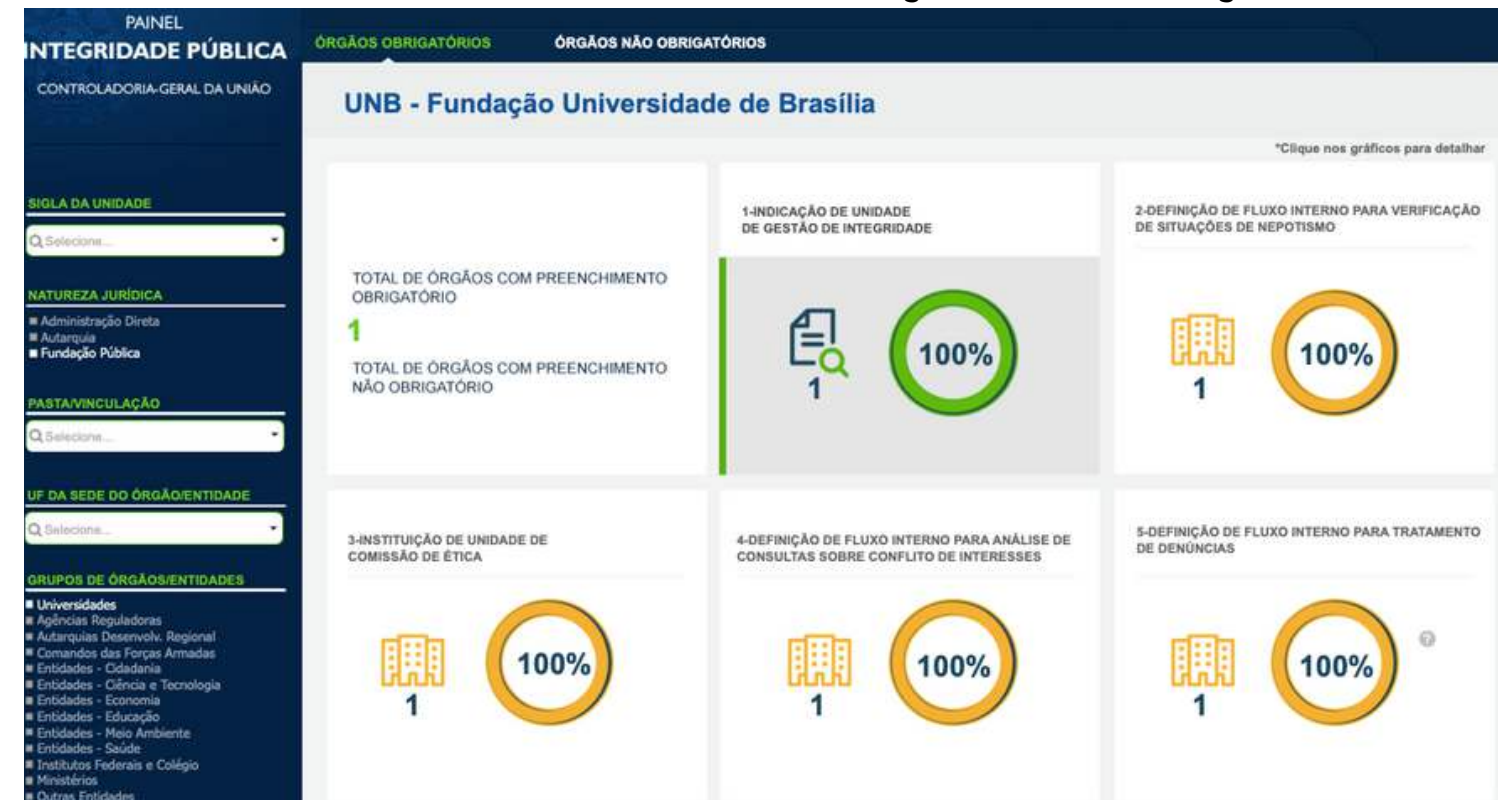 PAINEL
INTEGRIDADE PÚBLICA
CONTROLADORIA-GERAL DA UNIÃO
SIGLA DA UNIDADE
Selecione...
NATUREZA JURÍDICA
Administração Direta
Autarquia
Fundação Pública
PASTA/VINCULAÇÃO
Selecione...
UF DA SEDE DO ÓRGÃO/ENTIDADE
Selecione...
GRUPOS DE ÓRGÃOS/ENTIDADES
Universidades
Agências Reguladoras
Autarquias Desenvolv. Regional
Comandos das Forças Armadas
Entidades - Cidadania
Entidades - Ciência e Tecnologia
Entidades - Economia
Entidades - Educação
Entidades - Meio Ambiente
Entidades - Saúde
Institutos Federais e Colégio
Ministérios
Outras Entidades
ÓRGÃOS OBRIGATÓRIOS ÓRGÃOS NÃO OBRIGATÓRIOS
UNB - Fundação Universidade de Brasília
*Clique nos gráficos para detalhar
TOTAL DE ÓRGÃOS COM PREENCHIMENTO
OBRIGATÓRIO
1
TOTAL DE ÓRGÃOS COM PREENCHIMENTO
NÃO OBRIGATÓRIO
1-INDICAÇÃO DE UNIDADE
DE GESTÃO DE INTEGRIDADE
1
100%
2-DEFINIÇÃO DE FLUXO INTERNO PARA VERIFICAÇÃO
DE SITUAÇÕES DE NEPOTISMO
1
100%
3-INSTITUIÇÃO DE UNIDADE DE
COMISSÃO DE ÉTICA
1
100%
4-DEFINIÇÃO DE FLUXO INTERNO PARA ANÁLISE DE
CONSULTAS SOBRE CONFLITO DE INTERESSES
1
100%
5-DEFINIÇÃO DE FLUXO INTERNO PARA TRATAMENTO
DE DENÚNCIAS
1
100%
?